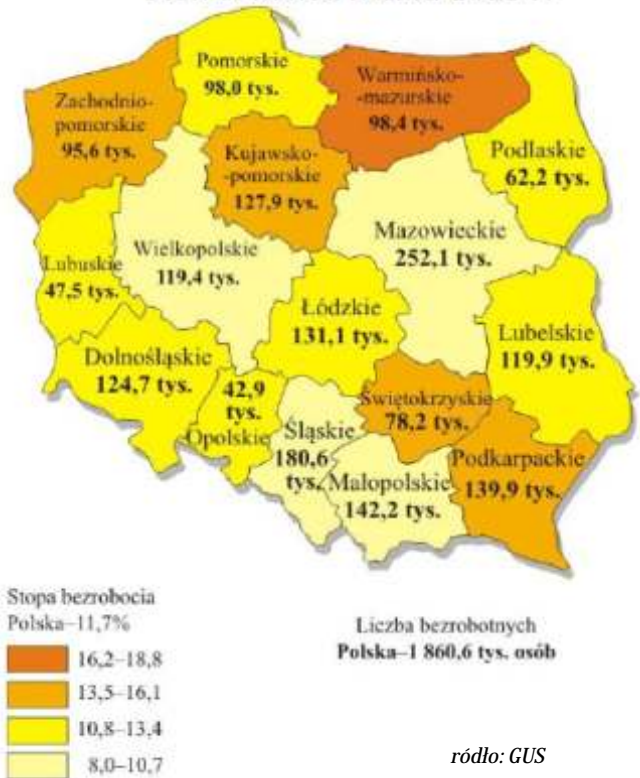 Pomorskie
98,0 tys.
Warmińsko-
-mazurskie
98,4 tys.
Zachodnio-
pomorskie
95,6 tys.
Kujawsko-
-pomorskie
127,9 tys.
Podlaskie
62,2 tys.
Mazowieckie
252,1 tys.
Wielkopolskie
119,4 tys.
Lubuskie
47,5 tys.
Łódzkie
131,1 tys.
Lubelskie
119,9 tys.
Dolnośląskie
124,7 tys.
42,9
tys.
Opolskie
Śląskie
180,6
tys.
Świętokrzyskie
78,2 tys.
Podkarpackie
139,9 tys.
Małopolskie
142,2 tys.
Stopa bezrobocia
Polska–11,7%
16,2–18,8
13,5–16,1
10,8–13,4
8,0–10,7
Liczba bezrobotnych
Polska–1 860,6 tys. osób
ródło: GUS